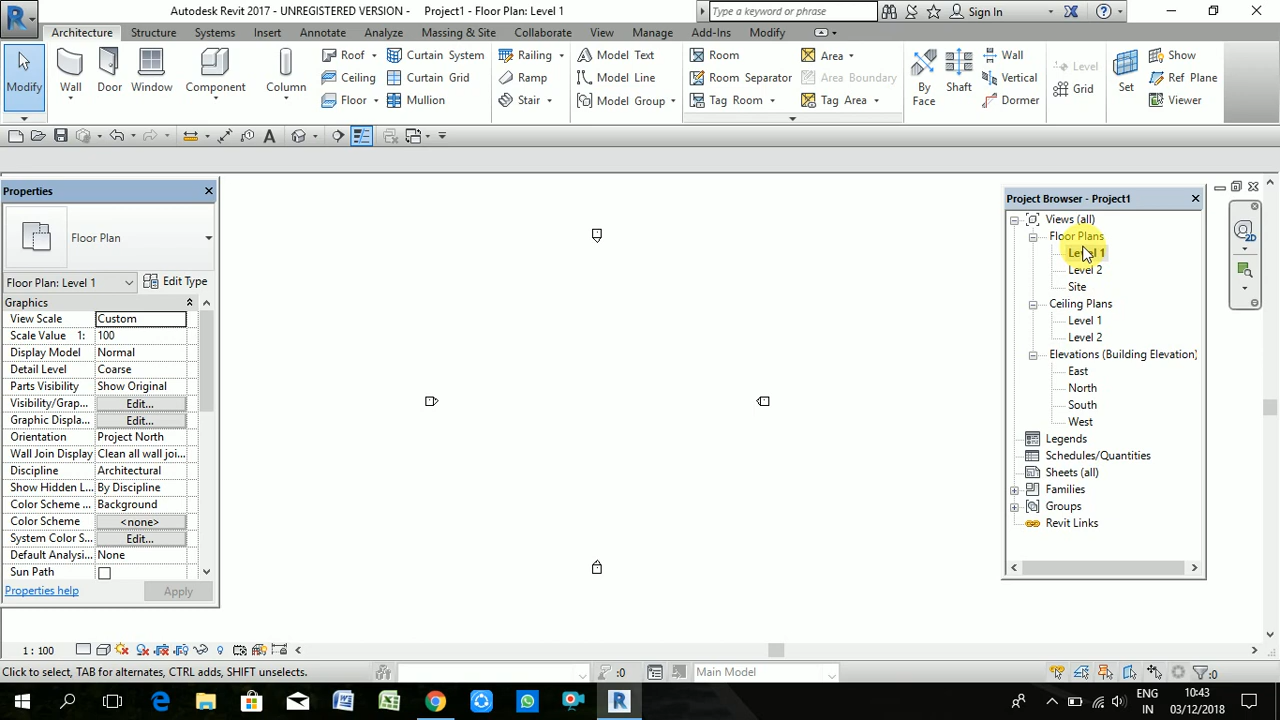 Autodesk Revit 2017 - UNREGISTERED VERSION - Project1 - Floor Plan: Level 1
Type a keyword or phrase
Sign In
Architecture Structure Systems Insert Annotate Analyze Massing & Site Collaborate View Manage Add-Ins Modify
Modify
Wall
Door
Window
Component
Column
Roof
Ceiling
Floor
Curtain System
Curtain Grid
Mullion
Railing
Ramp
Stair
Model Text
Model Line
Model Group
Room
Room Separator
Tag Room
Area
Area Boundary
Tag Area
By Face
Shaft
Wall
Vertical
Dormer
Level
Grid
Set
Show
Ref Plane
Viewer
Properties
Floor Plan
Floor Plan: Level 1
Edit Type
Graphics
View Scale Custom
Scale Value 1: 100
Display Model Normal
Detail Level Coarse
Parts Visibility Show Original
Visibility/Grap... Edit...
Graphic Displa... Edit...
Orientation Project North
Wall Join Display Clean all wall joi...
Discipline Architectural
Show Hidden L... By Discipline
Color Scheme ... Background
Color Scheme <none>
System Color S... Edit...
Default Analysi... None
Sun Path
Properties help
Apply
Project Browser - Project1
Views (all)
Floor Plans
Level 1
Level 2
Site
Ceiling Plans
Level 1
Level 2
Elevations (Building Elevation)
East
North
South
West
Legends
Schedules/Quantities
Sheets (all)
Families
Groups
Revit Links
2D
1 : 100
Click to select, TAB for alternates, CTRL adds, SHIFT unselects.
:0
Main Model
:0
ENG
IN
10:43
03/12/2018